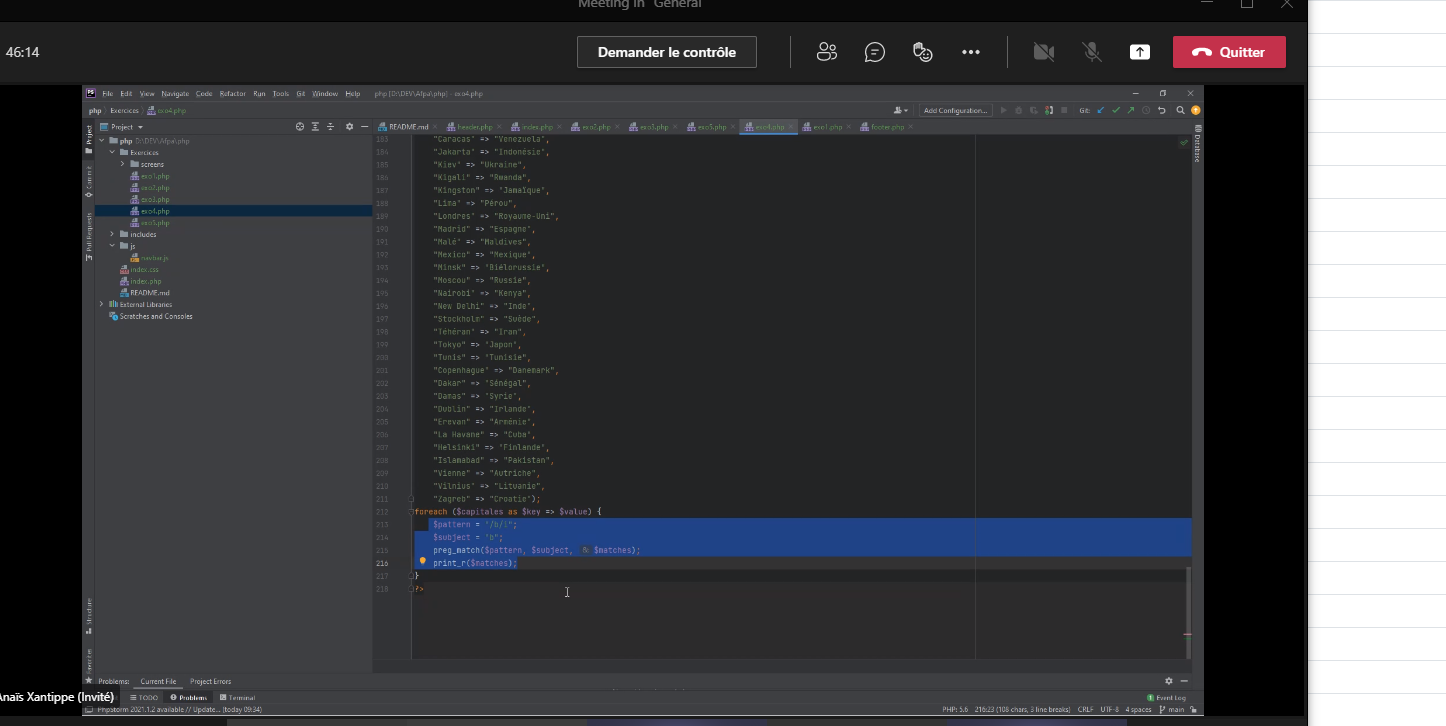 Meeting in "General"
46:14
Demander le contrôle
Quitter
File Edit View Navigate Code Refactor Run Tools Git Window Help php [D:\DEV\Afpa\php] - exo4.php
php Exercices exo4.php
Add Configuration...
Git:
Project
README.md header.php index.php exo2.php exo3.php exo5.php exo4.php exo1.php footer.php
php D:\DEV\Afpa\php
Exercices
screens
exo1.php
exo2.php
exo3.php
exo4.php
exo5.php
includes
js
navbar.js
index.css
index.php
README.md
External Libraries
Scratches and Consoles
Project
Commit
Pull Requests
Structure
Favorites
Database
183 "Caracas" => "Venezuela",
184 "Jakarta" => "Indonésie",
185 "Kiev" => "Ukraine",
186 "Kigali" => "Rwanda",
187 "Kingston" => "Jamaïque",
188 "Lima" => "Pérou",
189 "Londres" => "Royaume-Uni",
190 "Madrid" => "Espagne",
191 "Malé" => "Maldives",
192 "Mexico" => "Mexique",
193 "Minsk" => "Biélorussie",
194 "Moscou" => "Russie",
195 "Nairobi" => "Kenya",
196 "New Delhi" => "Inde",
197 "Stockholm" => "Suède",
198 "Téhéran" => "Iran",
199 "Tokyo" => "Japon",
200 "Tunis" => "Tunisie",
201 "Copenhague" => "Danemark",
202 "Dakar" => "Sénégal",
203 "Damas" => "Syrie",
204 "Dublin" => "Irlande",
205 "Erevan" => "Arménie",
206 "La Havane" => "Cuba",
207 "Helsinki" => "Finlande",
208 "Islamabad" => "Pakistan",
209 "Vienne" => "Autriche",
210 "Vilnius" => "Lituanie",
211 "Zagreb" => "Croatie");
212 foreach ($capitales as $key => $value) {
213 $pattern = "/b/i";
214 $subject = "b";
215 preg_match($pattern, $subject, &: $matches);
216 print_r($matches);
217 }
218 ?>
Problems: Current File Project Errors
Anaïs Xantippe (Invité)
TODO Problems Terminal
Event Log
PhpStorm 2021.1.2 available // Update... (today 09:34)
PHP: 5.6 216:23 (108 chars, 3 line breaks) CRLF UTF-8 4 spaces main